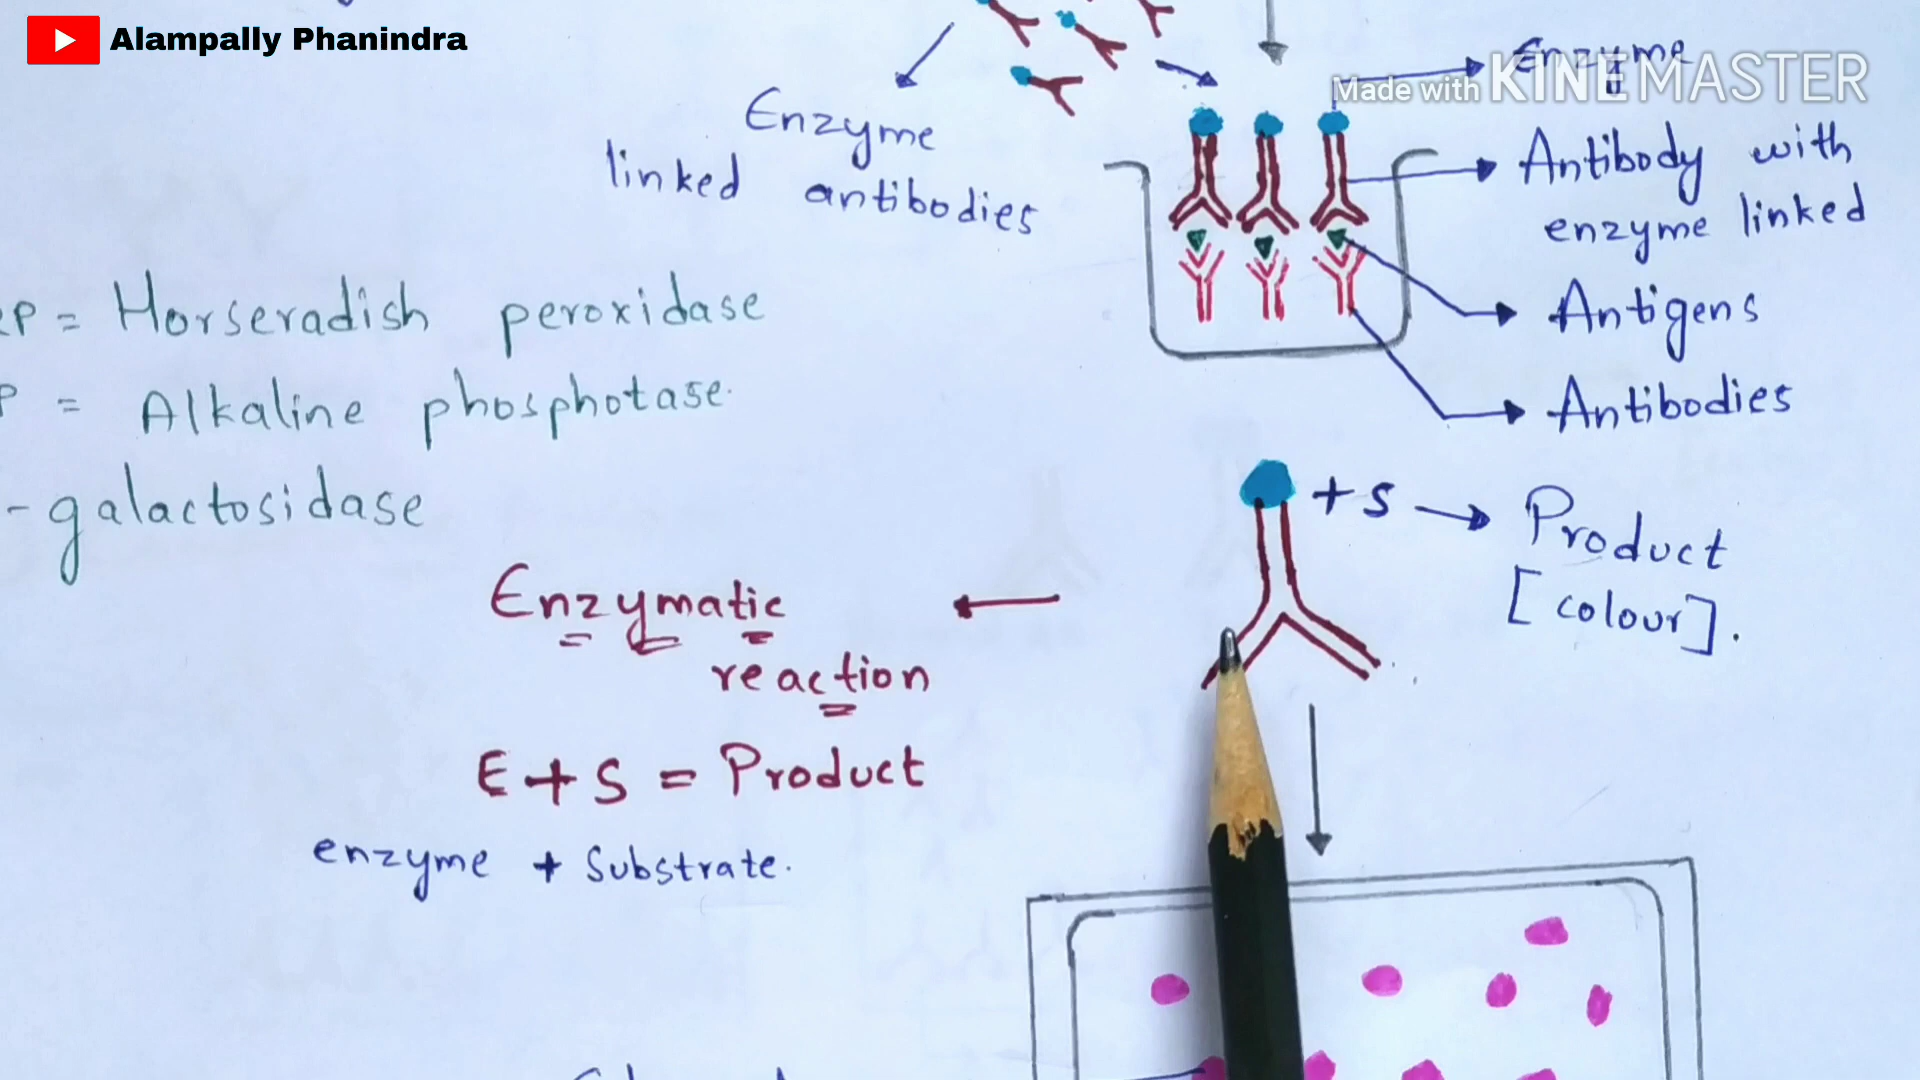 Alampally Phanindra
Made with KINEMASTER
Enzyme
Enzyme
linked antibodies
Antibody with
enzyme linked
Antigens
Antibodies
P = Horseradish peroxidase
P = Alkaline phosphotase.
- galactosidase
+ S → Product
[colour].
Enzymatic
reaction
E + S = Product
enzyme + Substrate.